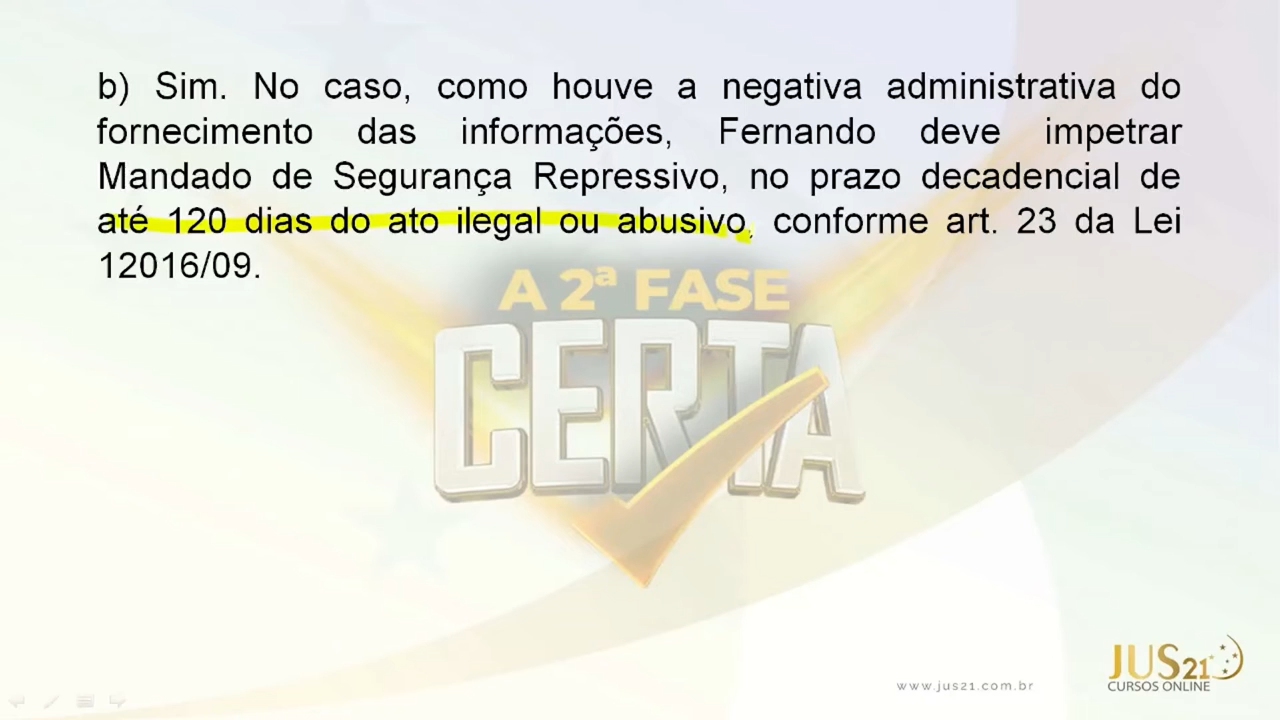 b) Sim. No caso, como houve a negativa administrativa do
fornecimento das informações, Fernando deve impetrar
Mandado de Segurança Repressivo, no prazo decadencial de
até 120 dias do ato ilegal ou abusivo, conforme art. 23 da Lei
12016/09.
A 2ª FASE
CERTA
JUS21
CURSOS ONLINE
www.jus21.com.br